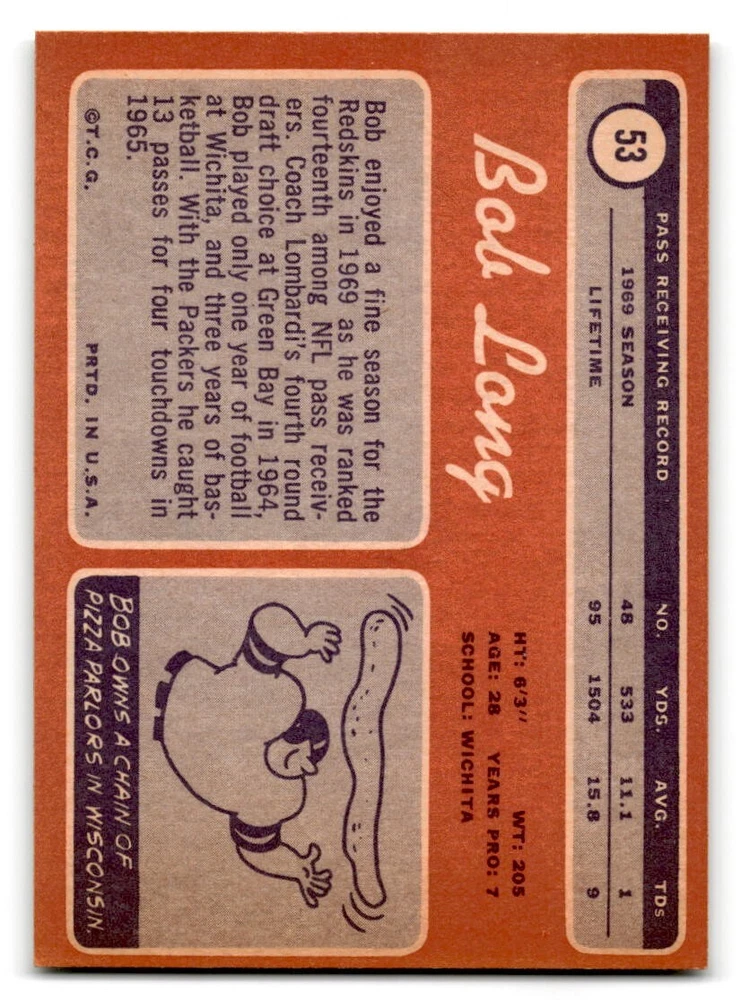 53
PASS RECEIVING RECORD NO. YDS. AVG. TDs
1969 SEASON 48 533 11.1 1
LIFETIME 95 1504 15.8 9
Bob Long
HT: 6'3" WT: 205
AGE: 28 YEARS PRO: 7
SCHOOL: WICHITA
Bob enjoyed a fine season for the
Redskins in 1969 as he was ranked
fourteenth among NFL pass receiv-
ers. Coach Lombardi's fourth round
draft choice at Green Bay in 1964,
Bob played only one year of football
at Wichita, and three years of bas-
ketball. With the Packers he caught
13 passes for four touchdowns in
1965.
©T.C.G. PRTD. IN U.S.A.
BOB OWNS A CHAIN OF
PIZZA PARLORS IN WISCONSIN.